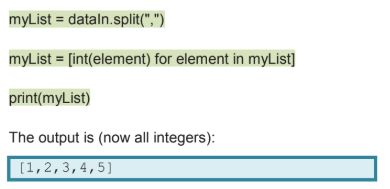 myList = dataIn.split(",")
myList = [int(element) for element in myList]
print(myList)
The output is (now all integers):
[1,2,3,4,5]